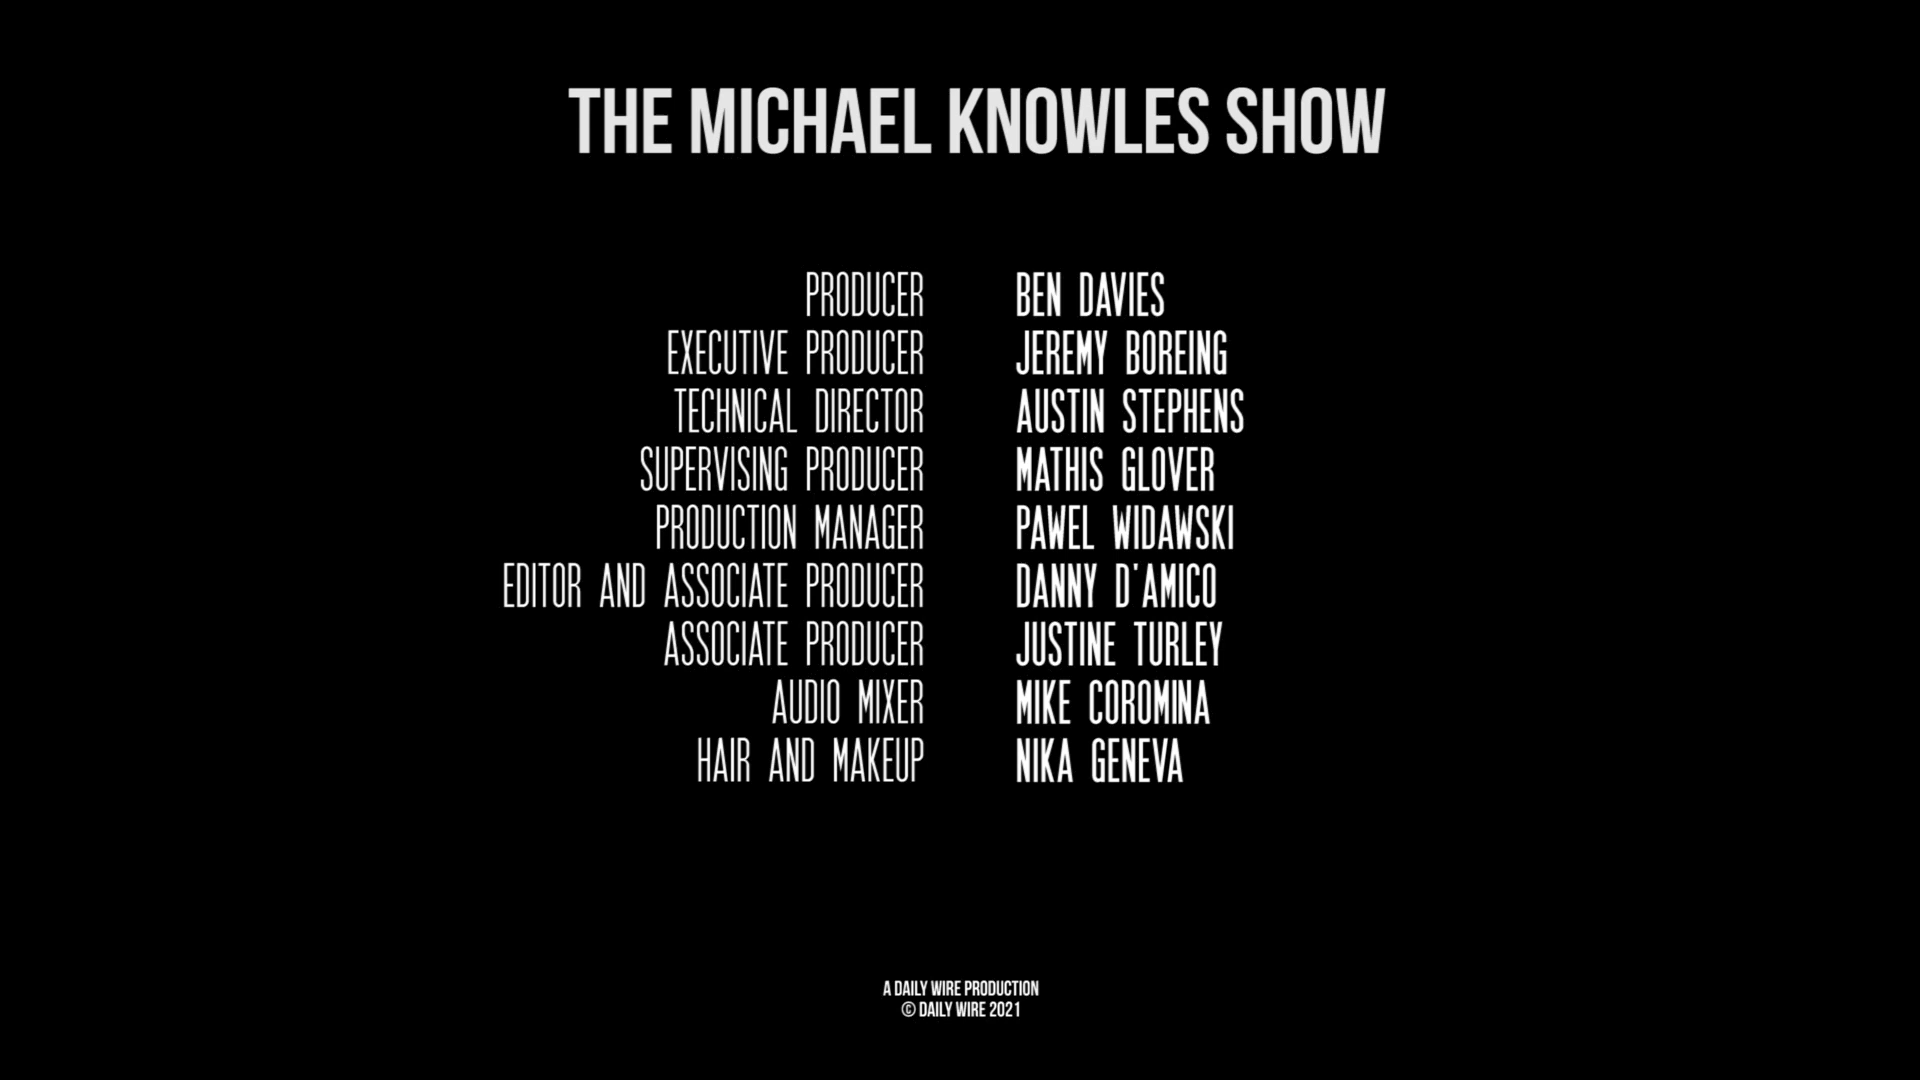 THE MICHAEL KNOWLES SHOW
PRODUCER BEN DAVIES
EXECUTIVE PRODUCER JEREMY BOREING
TECHNICAL DIRECTOR AUSTIN STEPHENS
SUPERVISING PRODUCER MATHIS GLOVER
PRODUCTION MANAGER PAWEL WIDAWSKI
EDITOR AND ASSOCIATE PRODUCER DANNY D'AMICO
ASSOCIATE PRODUCER JUSTINE TURLEY
AUDIO MIXER MIKE COROMINA
HAIR AND MAKEUP NIKA GENEVA
A DAILY WIRE PRODUCTION
© DAILY WIRE 2021